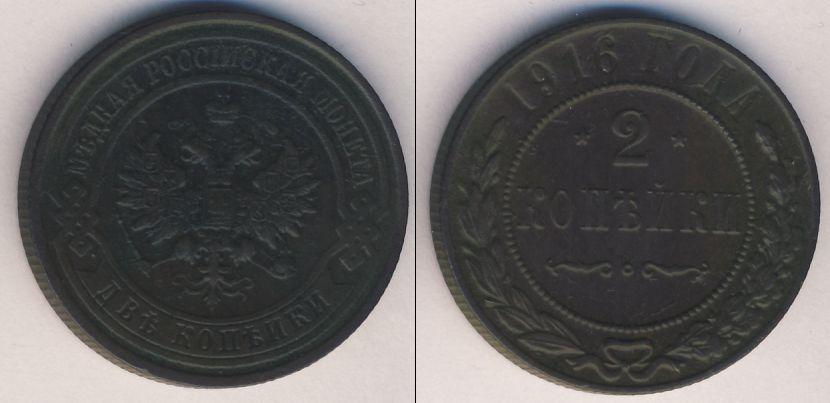 МѢДНАЯ РОССІЙСКАЯ МОНЕТА
ДВѢ КОПѢЙКИ
1916 ГОДА
2
КОПѢЙКИ